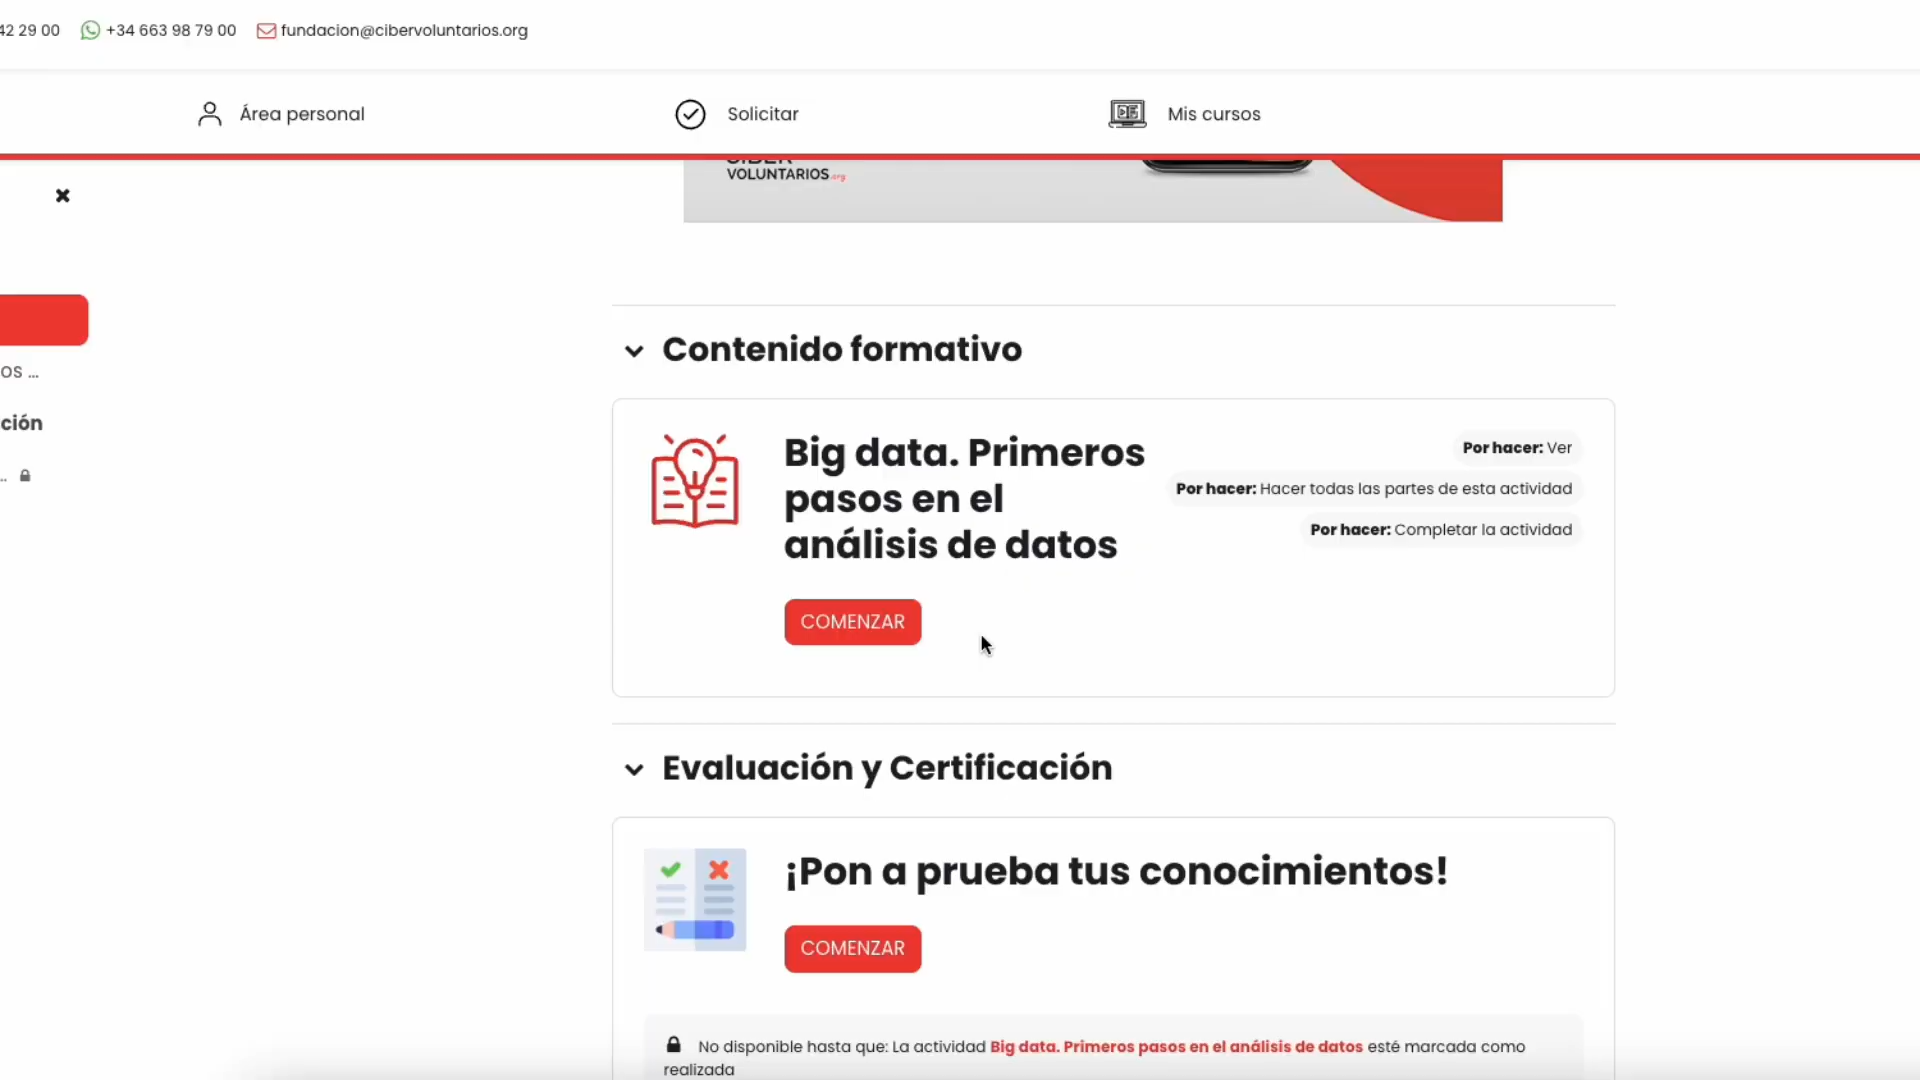 42 29 00 +34 663 98 79 00 fundacion@cibervoluntarios.org
Área personal Solicitar Mis cursos
VOLUNTARIOS.org
os ...
ción
Contenido formativo
Big data. Primeros
pasos en el
análisis de datos
Por hacer: Ver
Por hacer: Hacer todas las partes de esta actividad
Por hacer: Completar la actividad
COMENZAR
Evaluación y Certificación
¡Pon a prueba tus conocimientos!
COMENZAR
No disponible hasta que: La actividad Big data. Primeros pasos en el análisis de datos esté marcada como
realizada